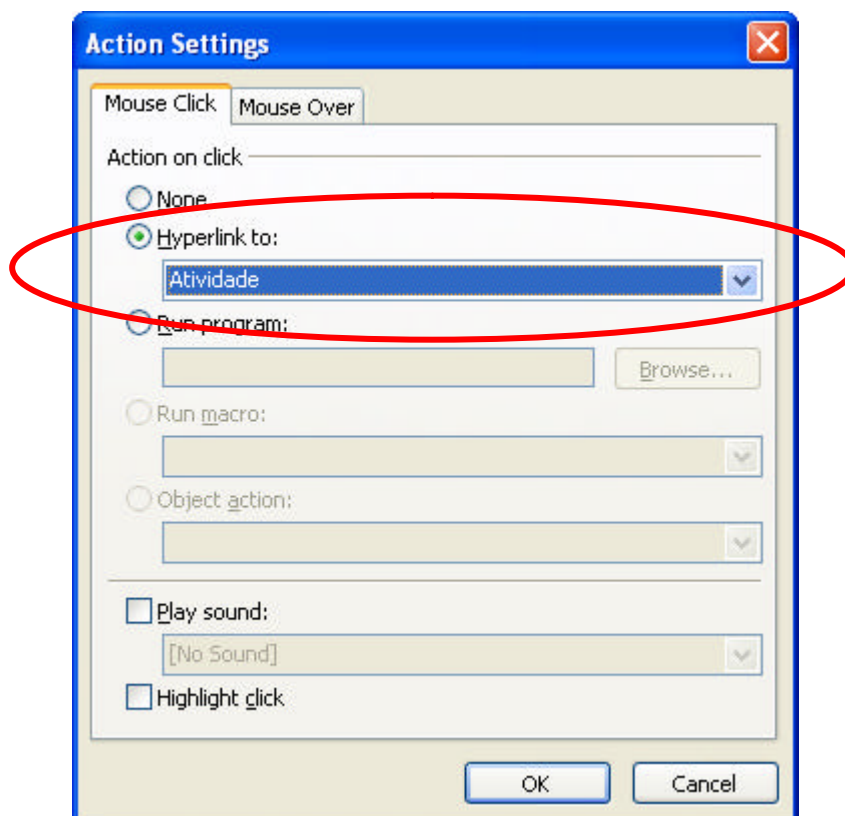 Action Settings
Mouse Click Mouse Over
Action on click
None
Hyperlink to:
Atividade
Run program:
Browse...
Run macro:
Object action:
Play sound:
[No Sound]
Highlight click
OK Cancel